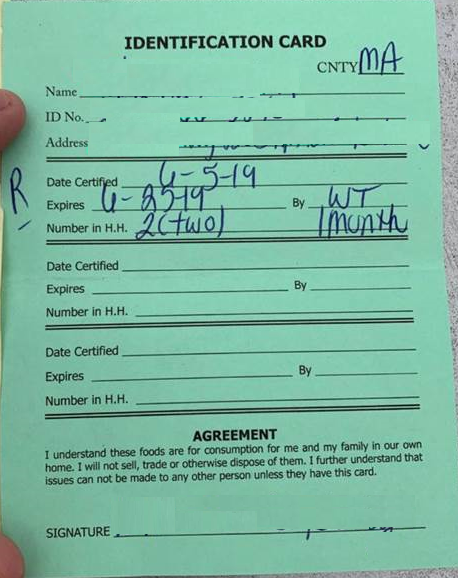 IDENTIFICATION CARD
CNTY MA
Name
ID No.
Address
Date Certified 6-5-19
R Expires 6-25-19 By WT
Number in H.H. 2 (two) 1 month
Date Certified
Expires By
Number in H.H.
Date Certified
Expires By
Number in H.H.
AGREEMENT
I understand these foods are for consumption for me and my family in our own
home. I will not sell, trade or otherwise dispose of them. I further understand that
issues can not be made to any other person unless they have this card.
SIGNATURE